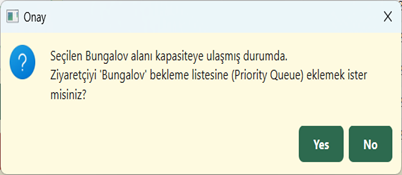 Onay
X
Seçilen Bungalov alanı kapasiteye ulaşmış durumda.
Ziyaretçiyi 'Bungalov' bekleme listesine (Priority Queue) eklemek ister
misiniz?
Yes
No